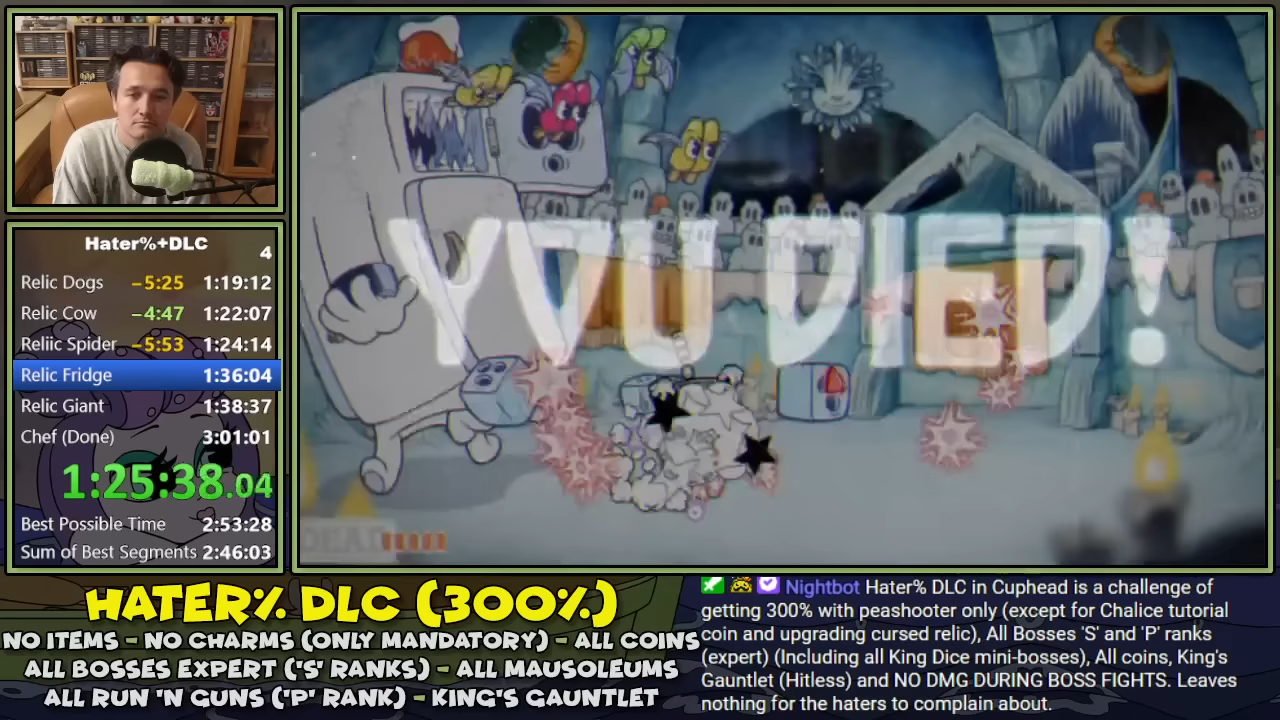 YOU DIED!
DEAD
Hater%+DLC
4
Relic Dogs −5:25 1:19:12
Relic Cow −4:47 1:22:07
Reliic Spider −5:53 1:24:14
Relic Fridge 1:36:04
Relic Giant 1:38:37
Chef (Done) 3:01:01
1:25:38.04
Best Possible Time 2:53:28
Sum of Best Segments 2:46:03
HATER% DLC (300%)
NO ITEMS - NO CHARMS (ONLY MANDATORY) - ALL COINS
ALL BOSSES EXPERT ('S' RANKS) - ALL MAUSOLEUMS
ALL RUN 'N GUNS ('P' RANK) - KING'S GAUNTLET
Nightbot Hater% DLC in Cuphead is a challenge of
getting 300% with peashooter only (except for Chalice tutorial
coin and upgrading cursed relic), All Bosses 'S' and 'P' ranks
(expert) (Including all King Dice mini-bosses), All coins, King's
Gauntlet (Hitless) and NO DMG DURING BOSS FIGHTS. Leaves
nothing for the haters to complain about.